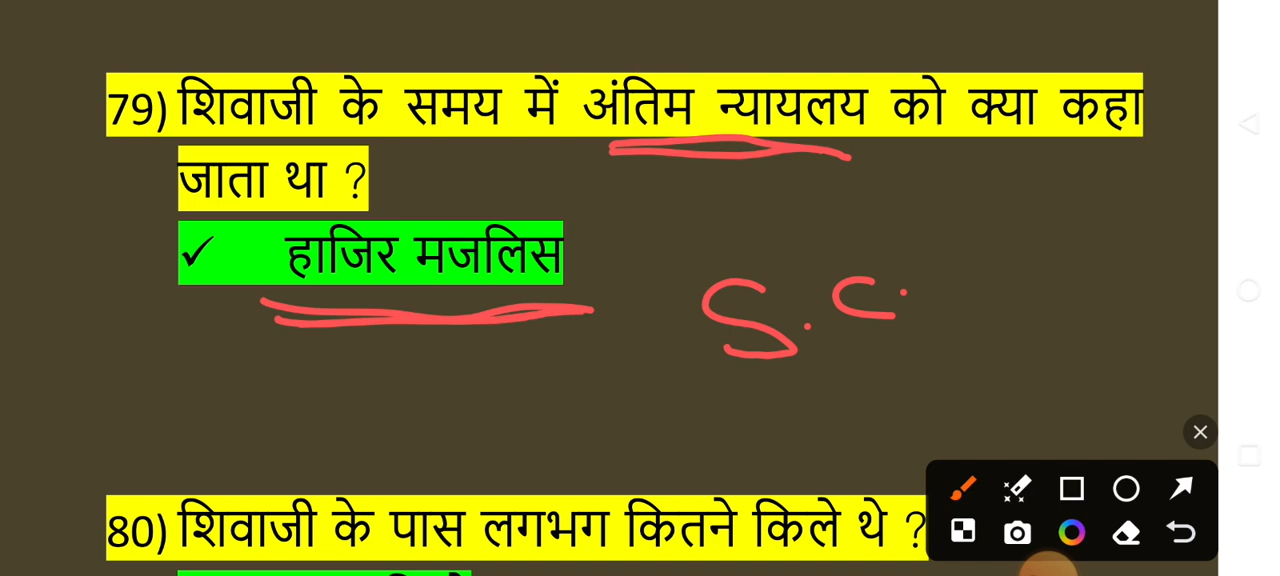 79) शिवाजी के समय में अंतिम न्यायलय को क्या कहा
जाता था ?
✓ हाजिर मजलिस
S. C.
80) शिवाजी के पास लगभग कितने किले थे ?